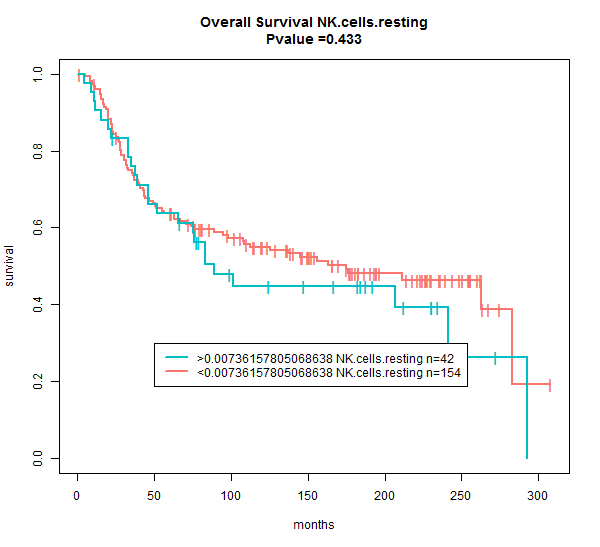 Overall Survival NK.cells.resting
Pvalue =0.433
survival
1.0
0.8
0.6
0.4
0.2
0.0
>0.00736157805068638 NK.cells.resting n=42
<0.00736157805068638 NK.cells.resting n=154
0 50 100 150 200 250 300
months